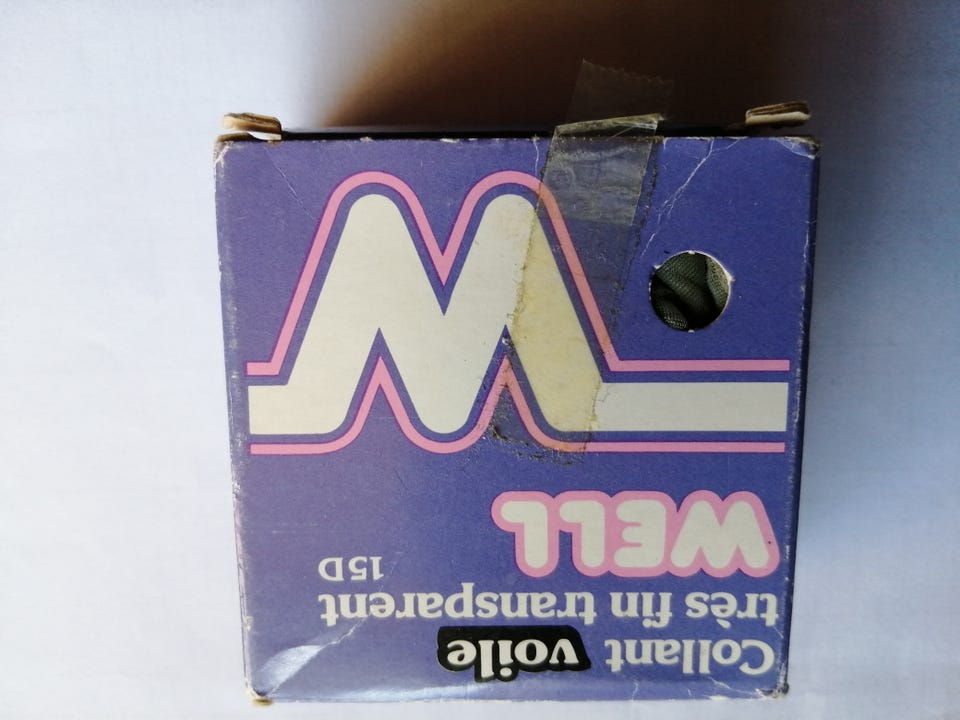 Collant voile
très fin transparent
15D
WELL
W